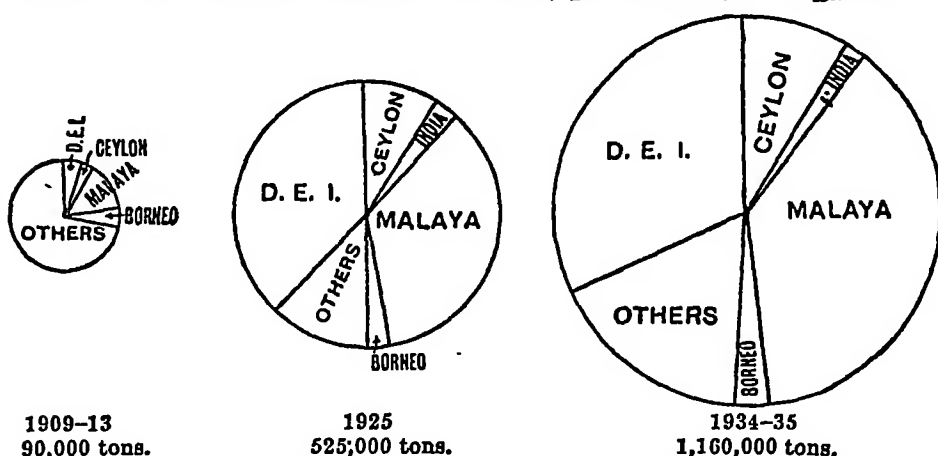 D.E.I.
CEYLON
MALAYA
BORNEO
OTHERS
1909–13
90,000 tons.
D. E. I.
CEYLON
INDIA
MALAYA
OTHERS
BORNEO
1925
525,000 tons.
D. E. I.
CEYLON
INDIA
MALAYA
OTHERS
BORNEO
1934–35
1,160,000 tons.